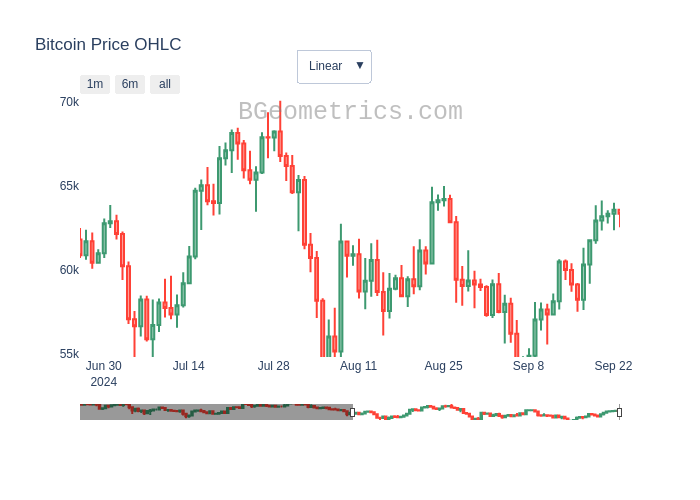 Bitcoin Price OHLC
Linear ▼
1m 6m all
BGeometrics.com
70k
65k
60k
55k
Jun 30 Jul 14 Jul 28 Aug 11 Aug 25 Sep 8 Sep 22
2024